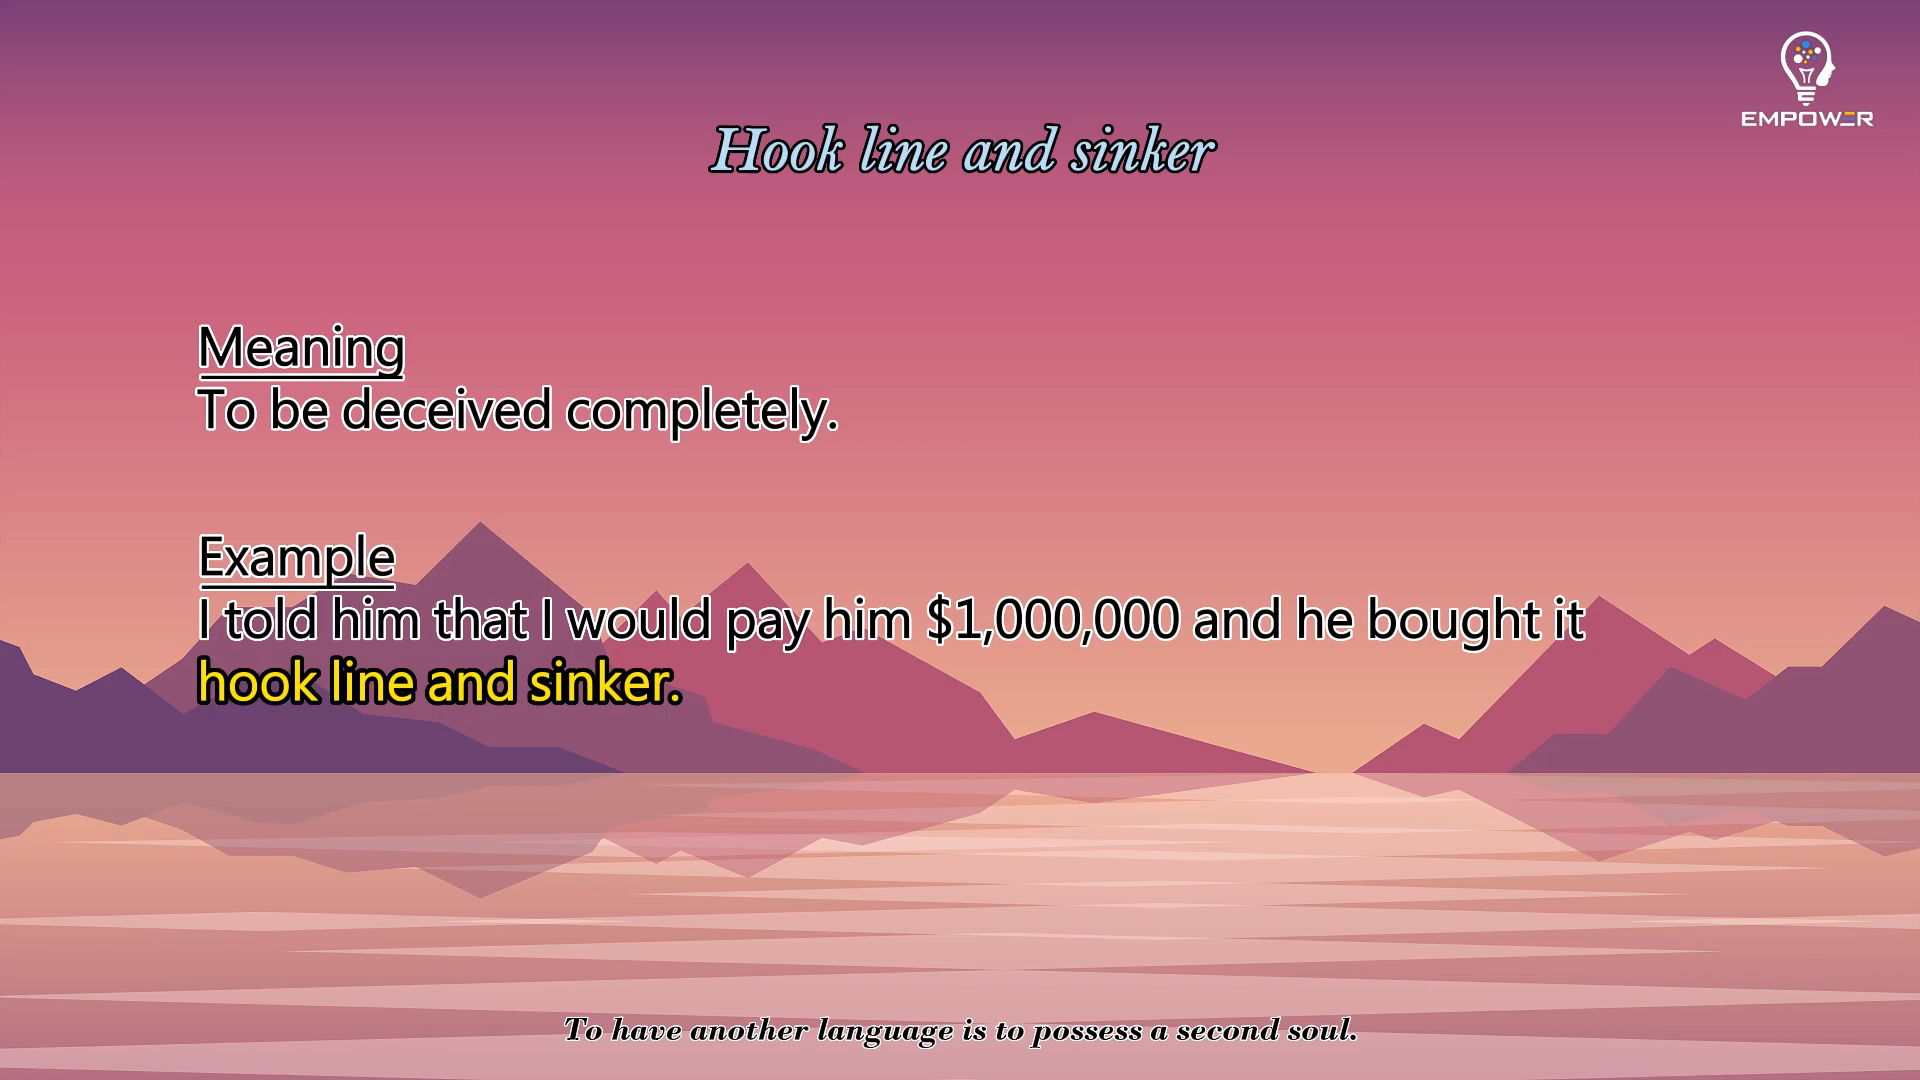 EMPOWER
Hook line and sinker
Meaning
To be deceived completely.
Example
I told him that I would pay him $1,000,000 and he bought it
hook line and sinker.
To have another language is to possess a second soul.